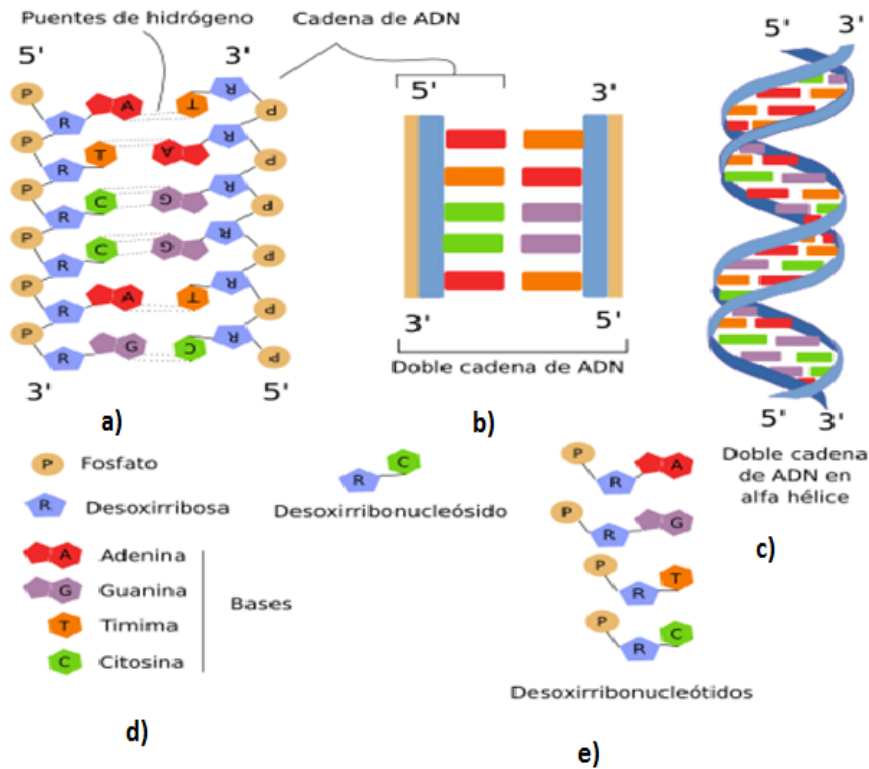 Puentes de hidrógeno
Cadena de ADN
5'
3'
P
R
A
T
R
P
P
R
T
A
R
P
P
R
C
G
R
P
P
R
C
G
R
P
P
R
A
T
R
P
P
R
G
C
R
P
3'
5'
a)
5'
3'
3'
5'
Doble cadena de ADN
b)
5'
3'
5'
3'
Doble cadena
de ADN en
alfa hélice
c)
P
Fosfato
R
Desoxirribosa
A
Adenina
G
Guanina
T
Timima
C
Citosina
Bases
d)
R
C
Desoxirribonucleósido
P
R
A
P
R
G
P
R
T
P
R
C
Desoxirribonucleótidos
e)